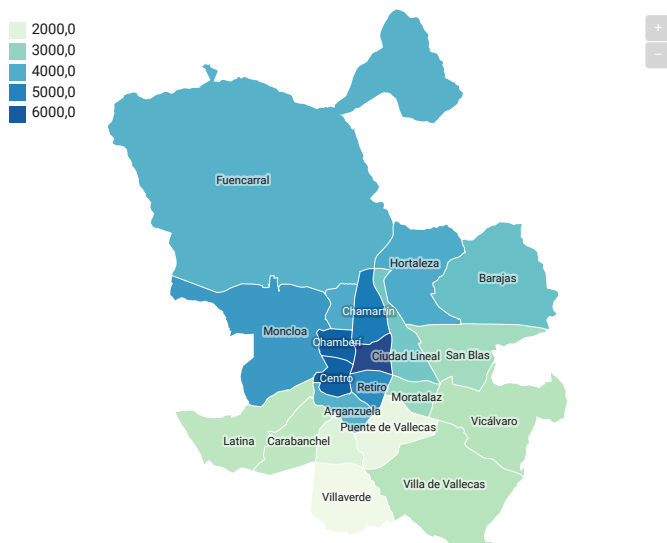 2000,0
3000,0
4000,0
5000,0
6000,0
+
−
Fuencarral
Hortaleza
Barajas
Chamartín
Moncloa
Chamberí
Ciudad Lineal
San Blas
Centro
Retiro
Moratalaz
Arganzuela
Vicálvaro
Puente de Vallecas
Latina
Carabanchel
Villa de Vallecas
Villaverde